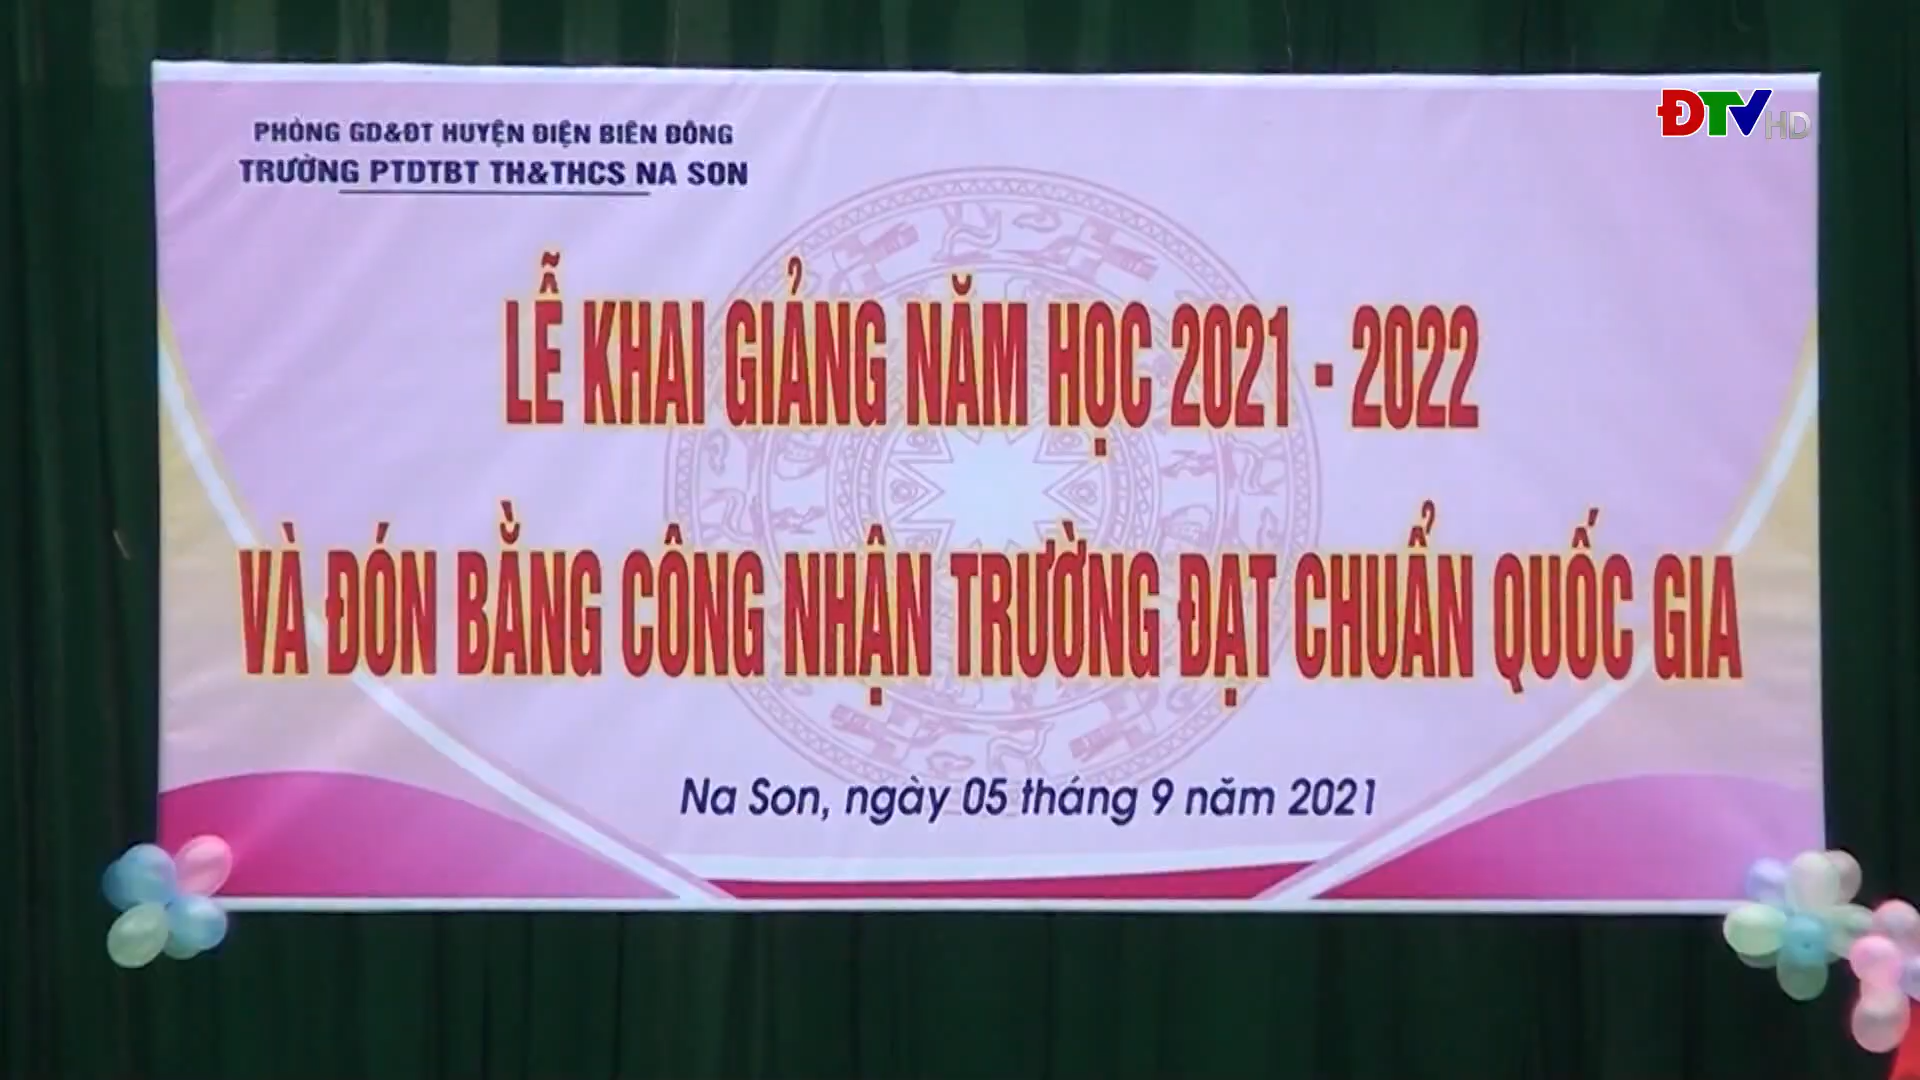 PHÒNG GD&ĐT HUYỆN ĐIỆN BIÊN ĐÔNG
TRƯỜNG PTDTBT TH&THCS NA SON
ĐTV HD
LỄ KHAI GIẢNG NĂM HỌC 2021 - 2022
VÀ ĐÓN BẰNG CÔNG NHẬN TRƯỜNG ĐẠT CHUẨN QUỐC GIA
Na Son, ngày 05 tháng 9 năm 2021